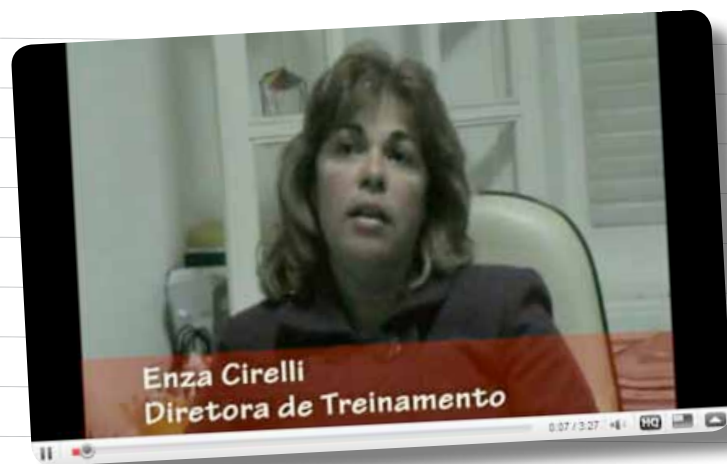 Enza Cirelli
Diretora de Treinamento
0:07 / 3:27
HQ